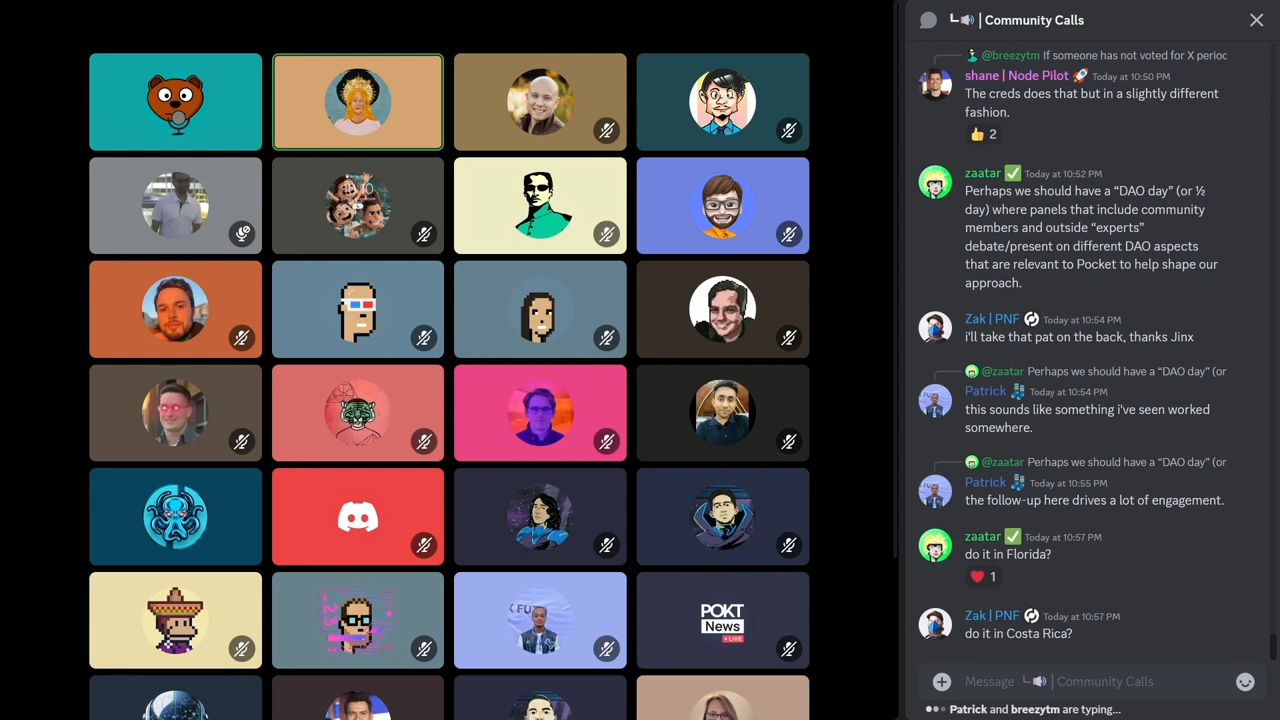 Community Calls
@breezytm If someone has not voted for X perioc
shane | Node Pilot 🚀 Today at 10:50 PM
The creds does that but in a slightly different
fashion.
👍 2
zaatar ✅ Today at 10:52 PM
Perhaps we should have a “DAO day” (or ½
day) where panels that include community
members and outside “experts”
debate/present on different DAO aspects
that are relevant to Pocket to help shape our
approach.
Zak | PNF Today at 10:54 PM
i'll take that pat on the back, thanks Jinx
@zaatar Perhaps we should have a “DAO day” (or
Patrick 🧦 Today at 10:54 PM
this sounds like something i've seen worked
somewhere.
@zaatar Perhaps we should have a “DAO day” (or
Patrick 🧦 Today at 10:55 PM
the follow-up here drives a lot of engagement.
zaatar ✅ Today at 10:57 PM
do it in Florida?
❤️ 1
Zak | PNF Today at 10:57 PM
do it in Costa Rica?
Message ┗🔊 | Community Calls
Patrick and breezytm are typing...
POKT
News
LIVE